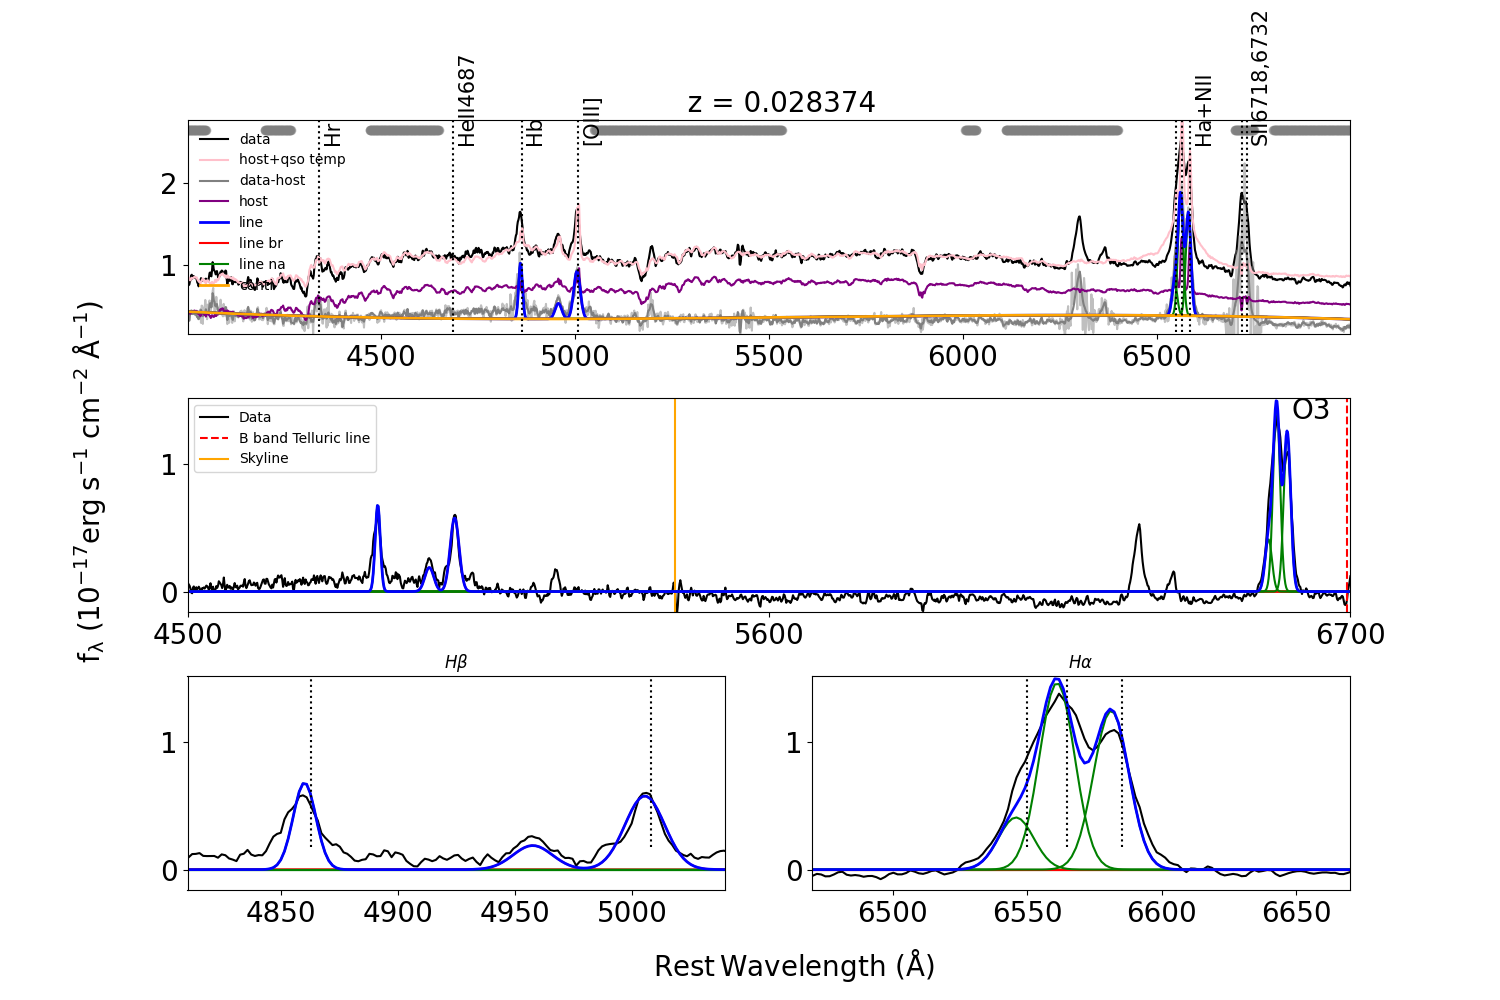 z = 0.028374
Hr
HeII4687
Hb
[OIII]
Ha+NII
SII6718,6732
data
host+qso temp
data-host
host
line
line br
line na
conti
2
1
4500 5000 5500 6000 6500
fλ (10⁻¹⁷erg s⁻¹ cm⁻² Å⁻¹)
Data
B band Telluric line
Skyline
O3
1
0
4500 5600 6700
Hβ
1
0
4850 4900 4950 5000
Hα
1
0
6500 6550 6600 6650
Rest Wavelength (Å)